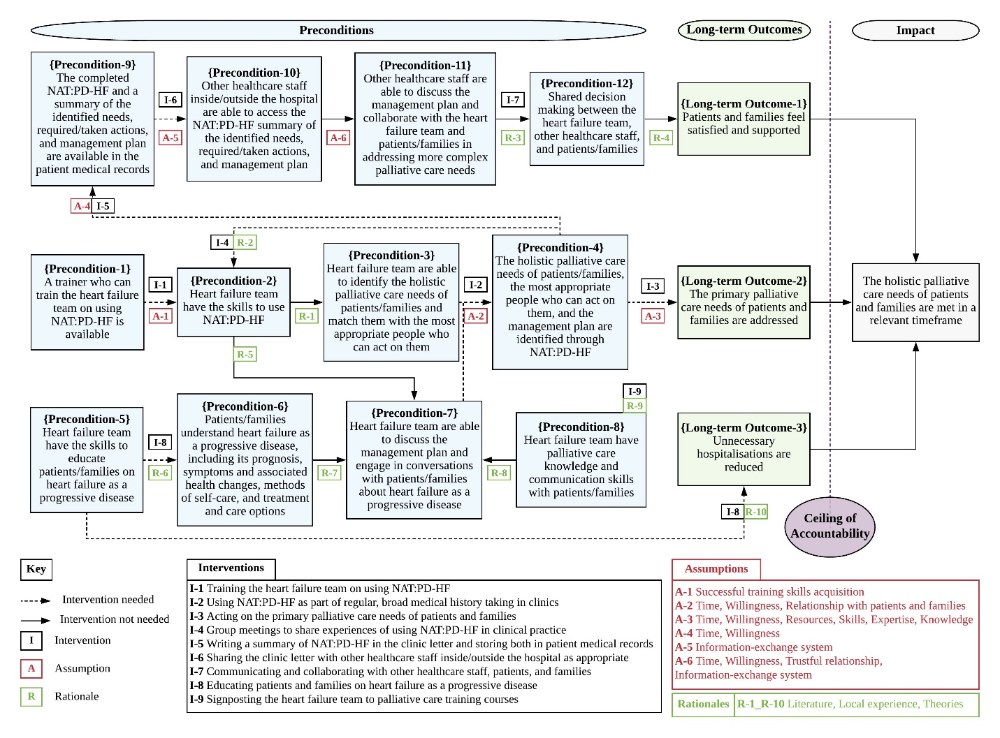 Preconditions
Long-term Outcomes
Impact
{Precondition-9}
The completed
NAT:PD-HF and a
summary of the
identified needs,
required/taken actions,
and management plan
are available in the
patient medical records
I-6
A-5
{Precondition-10}
Other healthcare staff
inside/outside the hospital
are able to access the
NAT:PD-HF summary of
the identified needs,
required/taken actions,
and management plan
A-6
{Precondition-11}
Other healthcare staff are
able to discuss the
management plan and
collaborate with the heart
failure team and
patients/families in
addressing more complex
palliative care needs
I-7
R-3
{Precondition-12}
Shared decision
making between the
heart failure team,
other healthcare staff,
and patients/families
R-4
{Long-term Outcome-1}
Patients and families feel
satisfied and supported
A-4
I-5
I-4
R-2
{Precondition-1}
A trainer who can
train the heart failure
team on using
NAT:PD-HF is
available
I-1
A-1
{Precondition-2}
Heart failure team
have the skills to use
NAT:PD-HF
R-1
{Precondition-3}
Heart failure team are able
to identify the holistic
palliative care needs of
patients/families and
match them with the most
appropriate people who
can act on them
I-2
A-2
{Precondition-4}
The holistic palliative care
needs of patients/families,
the most appropriate
people who can act on
them, and the
management plan are
identified through
NAT:PD-HF
I-3
A-3
{Long-term Outcome-2}
The primary palliative
care needs of patients and
families are addressed
The holistic palliative
care needs of patients
and families are met in a
relevant timeframe
R-5
{Precondition-5}
Heart failure team
have the skills to
educate
patients/families on
heart failure as a
progressive disease
I-8
R-6
{Precondition-6}
Patients/families
understand heart failure as
a progressive disease,
including its prognosis,
symptoms and associated
health changes, methods
of self-care, and treatment
and care options
R-7
{Precondition-7}
Heart failure team are able
to discuss the
management plan and
engage in conversations
with patients/families
about heart failure as a
progressive disease
R-8
I-9
R-9
{Precondition-8}
Heart failure team have
palliative care
knowledge and
communication skills
with patients/families
{Long-term Outcome-3}
Unnecessary
hospitalisations are
reduced
I-8
R-10
Ceiling of
Accountability
Key
Intervention needed
Intervention not needed
I Intervention
A Assumption
R Rationale
Interventions
I-1 Training the heart failure team on using NAT:PD-HF
I-2 Using NAT:PD-HF as part of regular, broad medical history taking in clinics
I-3 Acting on the primary palliative care needs of patients and families
I-4 Group meetings to share experiences of using NAT:PD-HF in clinical practice
I-5 Writing a summary of NAT:PD-HF in the clinic letter and storing both in patient medical records
I-6 Sharing the clinic letter with other healthcare staff inside/outside the hospital as appropriate
I-7 Communicating and collaborating with other healthcare staff, patients, and families
I-8 Educating patients and families on heart failure as a progressive disease
I-9 Signposting the heart failure team to palliative care training courses
Assumptions
A-1 Successful training skills acquisition
A-2 Time, Willingness, Relationship with patients and families
A-3 Time, Willingness, Resources, Skills, Expertise, Knowledge
A-4 Time, Willingness
A-5 Information-exchange system
A-6 Time, Willingness, Trustful relationship,
Information-exchange system
Rationales
R-1_R-10 Literature, Local experience, Theories